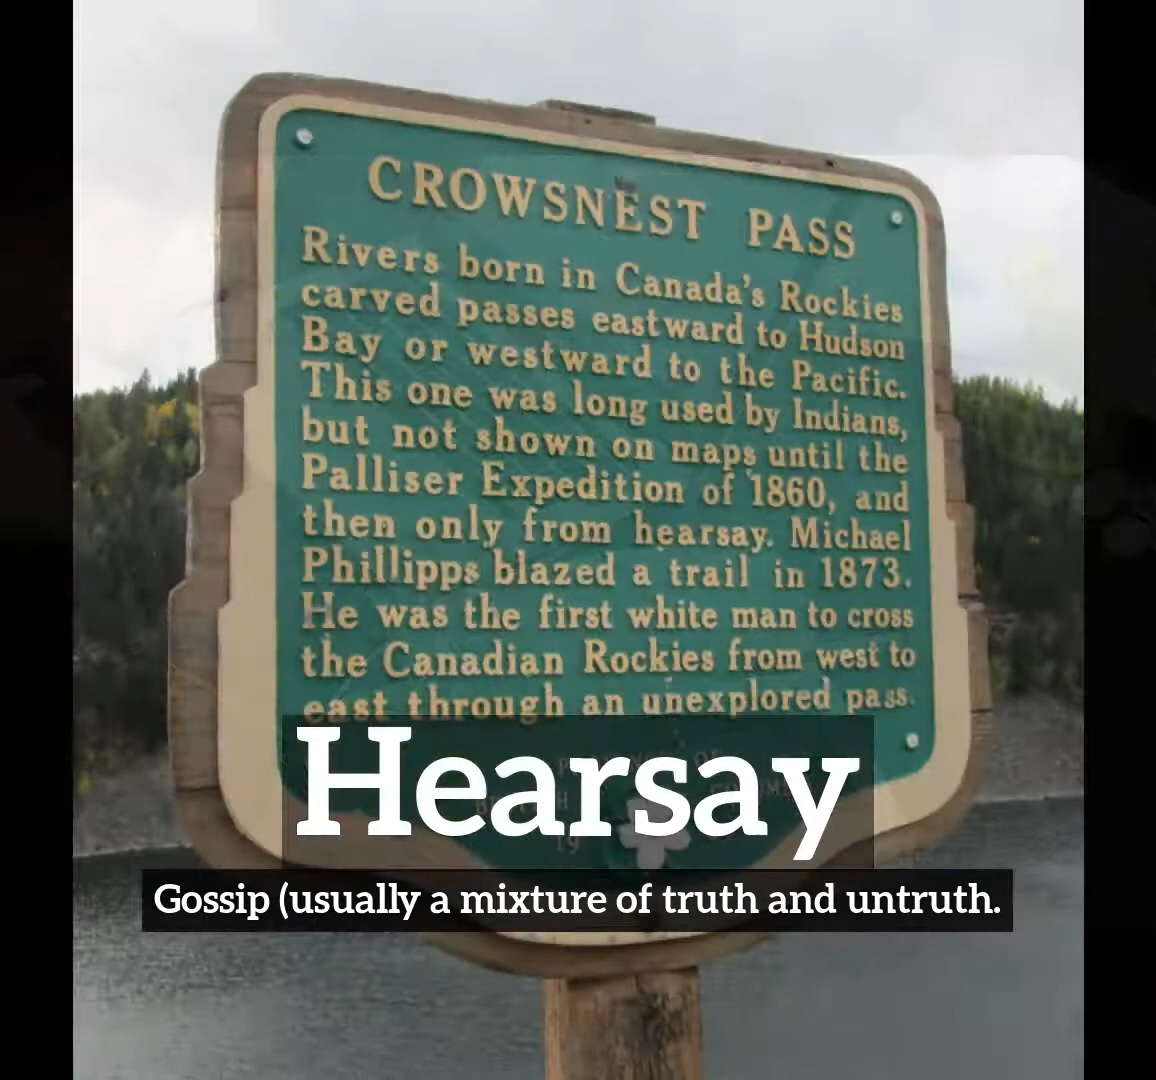 CROWSNEST PASS
Rivers born in Canada's Rockies
carved passes eastward to Hudson
Bay or westward to the Pacific.
This one was long used by Indians,
but not shown on maps until the
Palliser Expedition of 1860, and
then only from hearsay. Michael
Phillipps blazed a trail in 1873.
He was the first white man to cross
the Canadian Rockies from west to
east through an unexplored pass.
Hearsay
Gossip (usually a mixture of truth and untruth.